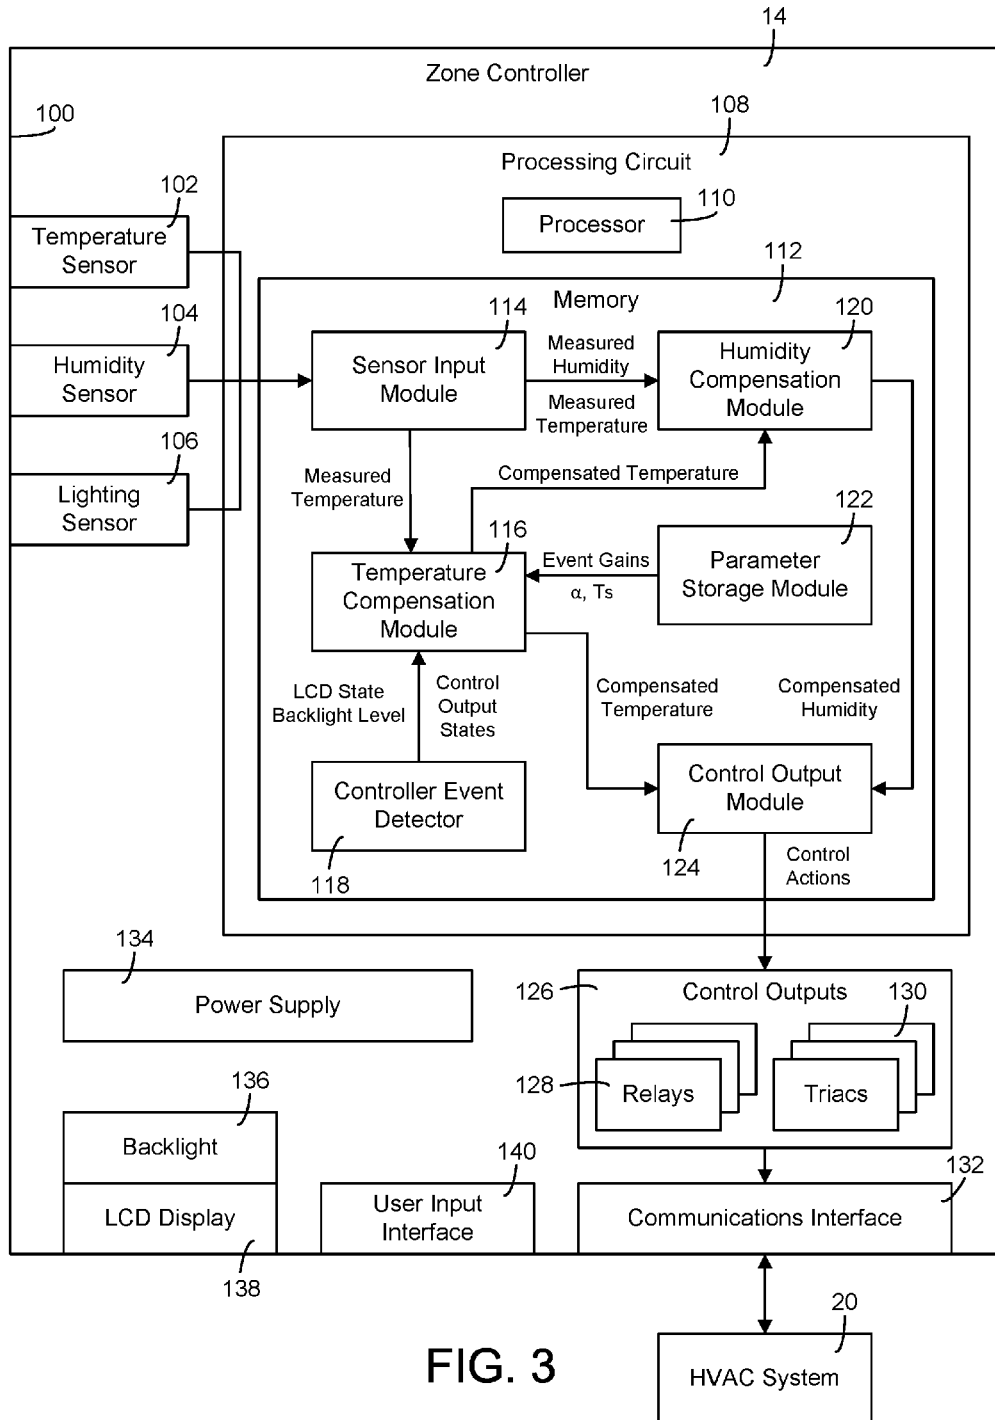 14
Zone Controller
100
108
Processing Circuit
102
110
Temperature
Sensor
Processor
112
Memory
104
114
120
Humidity
Sensor
Sensor Input
Module
Measured
Humidity
Measured
Temperature
Humidity
Compensation
Module
106
Lighting
Sensor
Measured
Temperature
Compensated Temperature
116
122
Temperature
Compensation
Module
Event Gains
α, Ts
Parameter
Storage Module
LCD State
Backlight Level
Control
Output
States
Compensated
Temperature
Compensated
Humidity
Controller Event
Detector
118
Control Output
Module
124
Control
Actions
134
Power Supply
126
Control Outputs
130
128
Relays
Triacs
136
Backlight
LCD Display
138
140
User Input
Interface
132
Communications Interface
20
HVAC System
FIG. 3